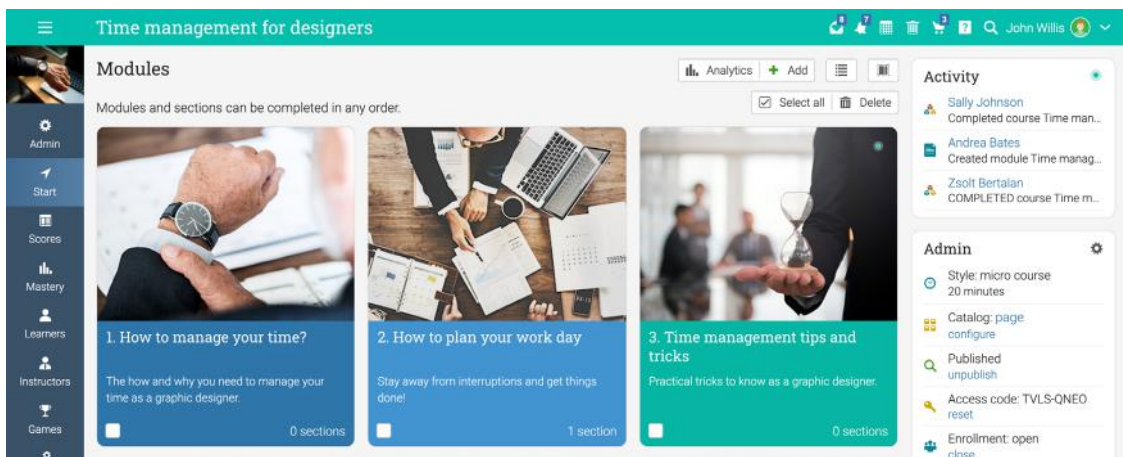 Time management for designers
8
7
3
?
John Willis
Admin
Start
Scores
Mastery
Learners
Instructors
Games
Modules
Analytics
Add
Modules and sections can be completed in any order.
Select all
Delete
1. How to manage your time?
The how and why you need to manage your
time as a graphic designer.
0 sections
2. How to plan your work day
Stay away from interruptions and get things
done!
1 section
3. Time management tips and
tricks
Practical tricks to know as a graphic designer.
0 sections
Activity
Sally Johnson
Completed course Time man...
Andrea Bates
Created module Time manag...
Zsolt Bertalan
COMPLETED course Time m...
Admin
Style: micro course
20 minutes
Catalog: page
configure
Published
unpublish
Access code: TVLS-QNEO
reset
Enrollment: open
close